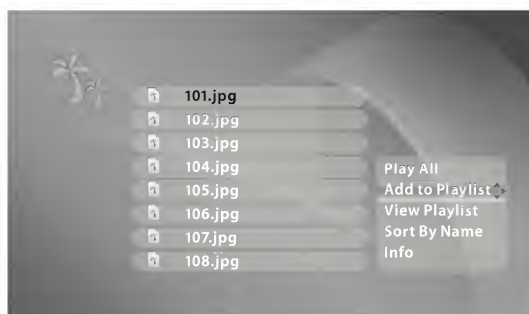 101.jpg
102.jpg
103.jpg
104.jpg
105.jpg
106.jpg
107.jpg
108.jpg
Play All
Add to Playlist
View Playlist
Sort By Name
Info